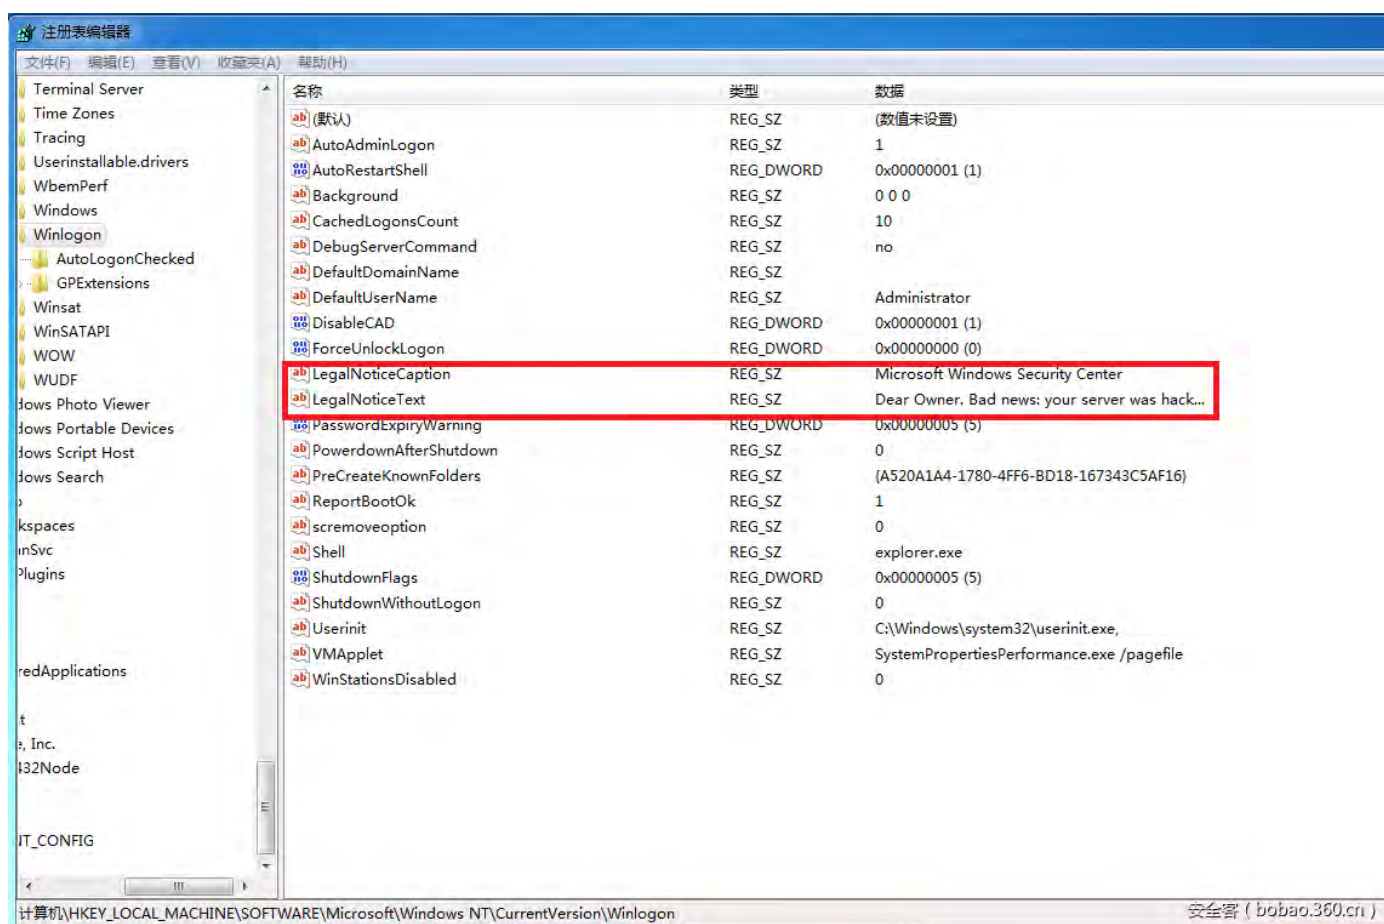 注册表编辑器
文件(F) 编辑(E) 查看(V) 收藏夹(A) 帮助(H)
Terminal Server
Time Zones
Tracing
Userinstallable.drivers
WbemPerf
Windows
Winlogon
AutoLogonChecked
GPExtensions
Winsat
WinSATAPI
WOW
WUDF
dows Photo Viewer
dows Portable Devices
dows Script Host
dows Search
kspaces
nSvc
Plugins
redApplications
t
e, Inc.
432Node
NT_CONFIG
名称 类型 数据
(默认) REG_SZ (数值未设置)
AutoAdminLogon REG_SZ 1
AutoRestartShell REG_DWORD 0x00000001 (1)
Background REG_SZ 0 0 0
CachedLogonsCount REG_SZ 10
DebugServerCommand REG_SZ no
DefaultDomainName REG_SZ
DefaultUserName REG_SZ Administrator
DisableCAD REG_DWORD 0x00000001 (1)
ForceUnlockLogon REG_DWORD 0x00000000 (0)
LegalNoticeCaption REG_SZ Microsoft Windows Security Center
LegalNoticeText REG_SZ Dear Owner. Bad news: your server was hack...
PasswordExpiryWarning REG_DWORD 0x00000005 (5)
PowerdownAfterShutdown REG_SZ 0
PreCreateKnownFolders REG_SZ {A520A1A4-1780-4FF6-BD18-167343C5AF16}
ReportBootOk REG_SZ 1
scremoveoption REG_SZ 0
Shell REG_SZ explorer.exe
ShutdownFlags REG_DWORD 0x00000005 (5)
ShutdownWithoutLogon REG_SZ 0
Userinit REG_SZ C:\Windows\system32\userinit.exe,
VMApplet REG_SZ SystemPropertiesPerformance.exe /pagefile
WinStationsDisabled REG_SZ 0
计算机\HKEY_LOCAL_MACHINE\SOFTWARE\Microsoft\Windows NT\CurrentVersion\Winlogon
安全客 ( bobao.360.cn )